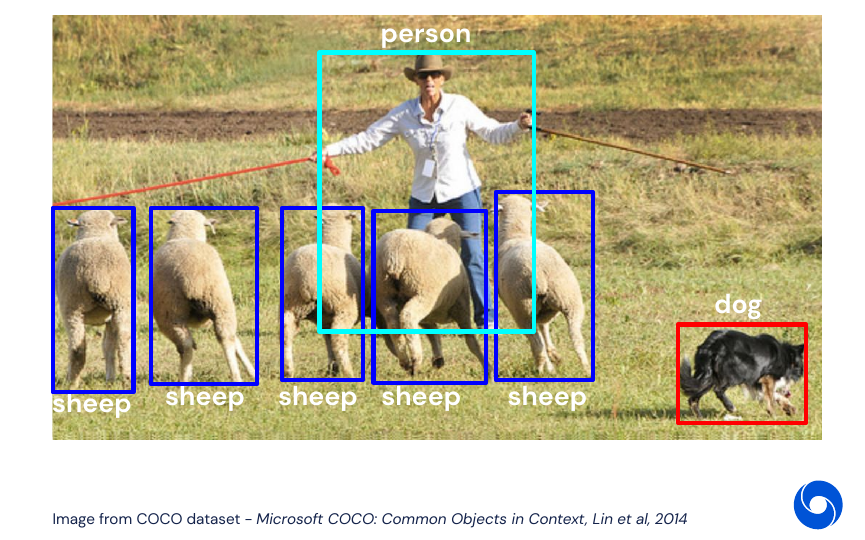 person
dog
sheep
sheep
sheep
sheep
sheep
Image from COCO dataset - Microsoft COCO: Common Objects in Context, Lin et al, 2014